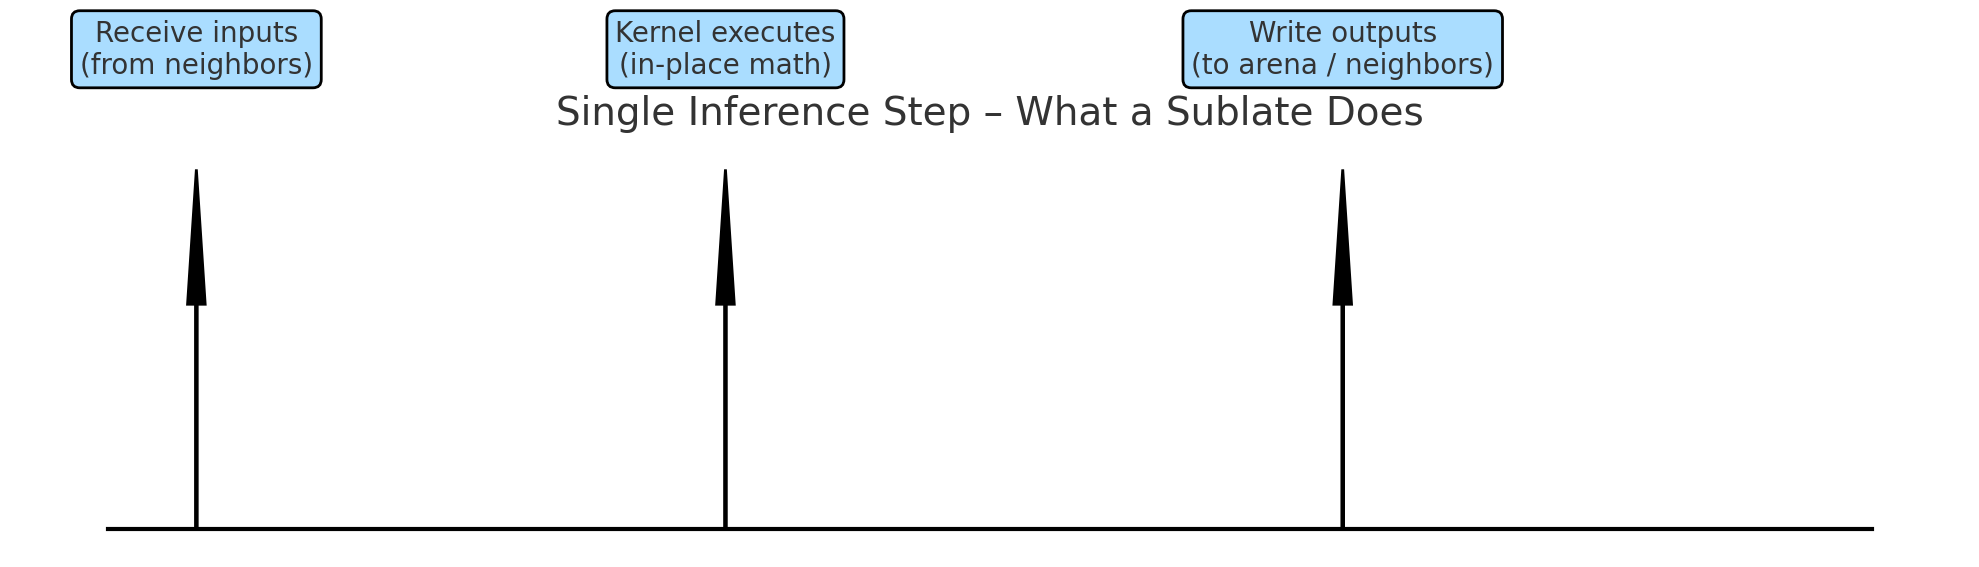 Receive inputs
(from neighbors)
Kernel executes
(in-place math)
Write outputs
(to arena / neighbors)
Single Inference Step – What a Sublate Does